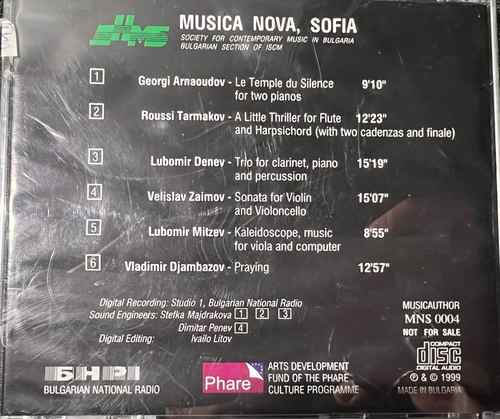 MUSICA NOVA, SOFIA
SOCIETY FOR CONTEMPORARY MUSIC IN BULGARIA
BULGARIAN SECTION OF ISCM
1 Georgi Arnaoudov - Le Temple du Silence 9'10"
for two pianos
2 Roussi Tarmakov - A Little Thriller for Flute 12'23"
and Harpsichord (with two cadenzas and finale)
3 Lubomir Denev - Trio for clarinet, piano 15'19"
and percussion
4 Velislav Zaimov - Sonata for Violin 15'07"
and Violoncello
5 Lubomir Mitzev - Kaleidoscope, music 8'55"
for viola and computer
6 Vladimir Djambazov - Praying 12'57"
Digital Recording: Studio 1, Bulgarian National Radio
Sound Engineers: Stefka Majdrakova 1 2 3
Dimitar Penev 4
Digital Editing: Ivailo Litov
MUSICAUTHOR
MNS 0004
NOT FOR SALE
COMPACT
disc
DIGITAL AUDIO
БНР
BULGARIAN NATIONAL RADIO
Phare
ARTS DEVELOPMENT
FUND OF THE PHARE
CULTURE PROGRAMME
℗ & © 1999
MADE IN BULGARIA